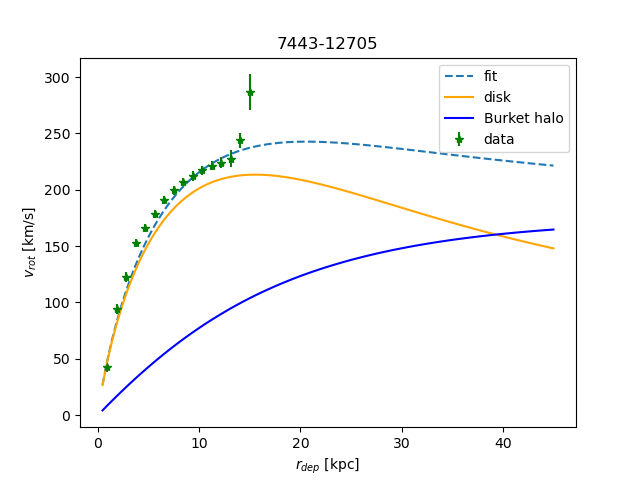 7443-12705
fit
disk
Burket halo
data
v_rot [km/s]
300
250
200
150
100
50
0
0 10 20 30 40
r_dep [kpc]